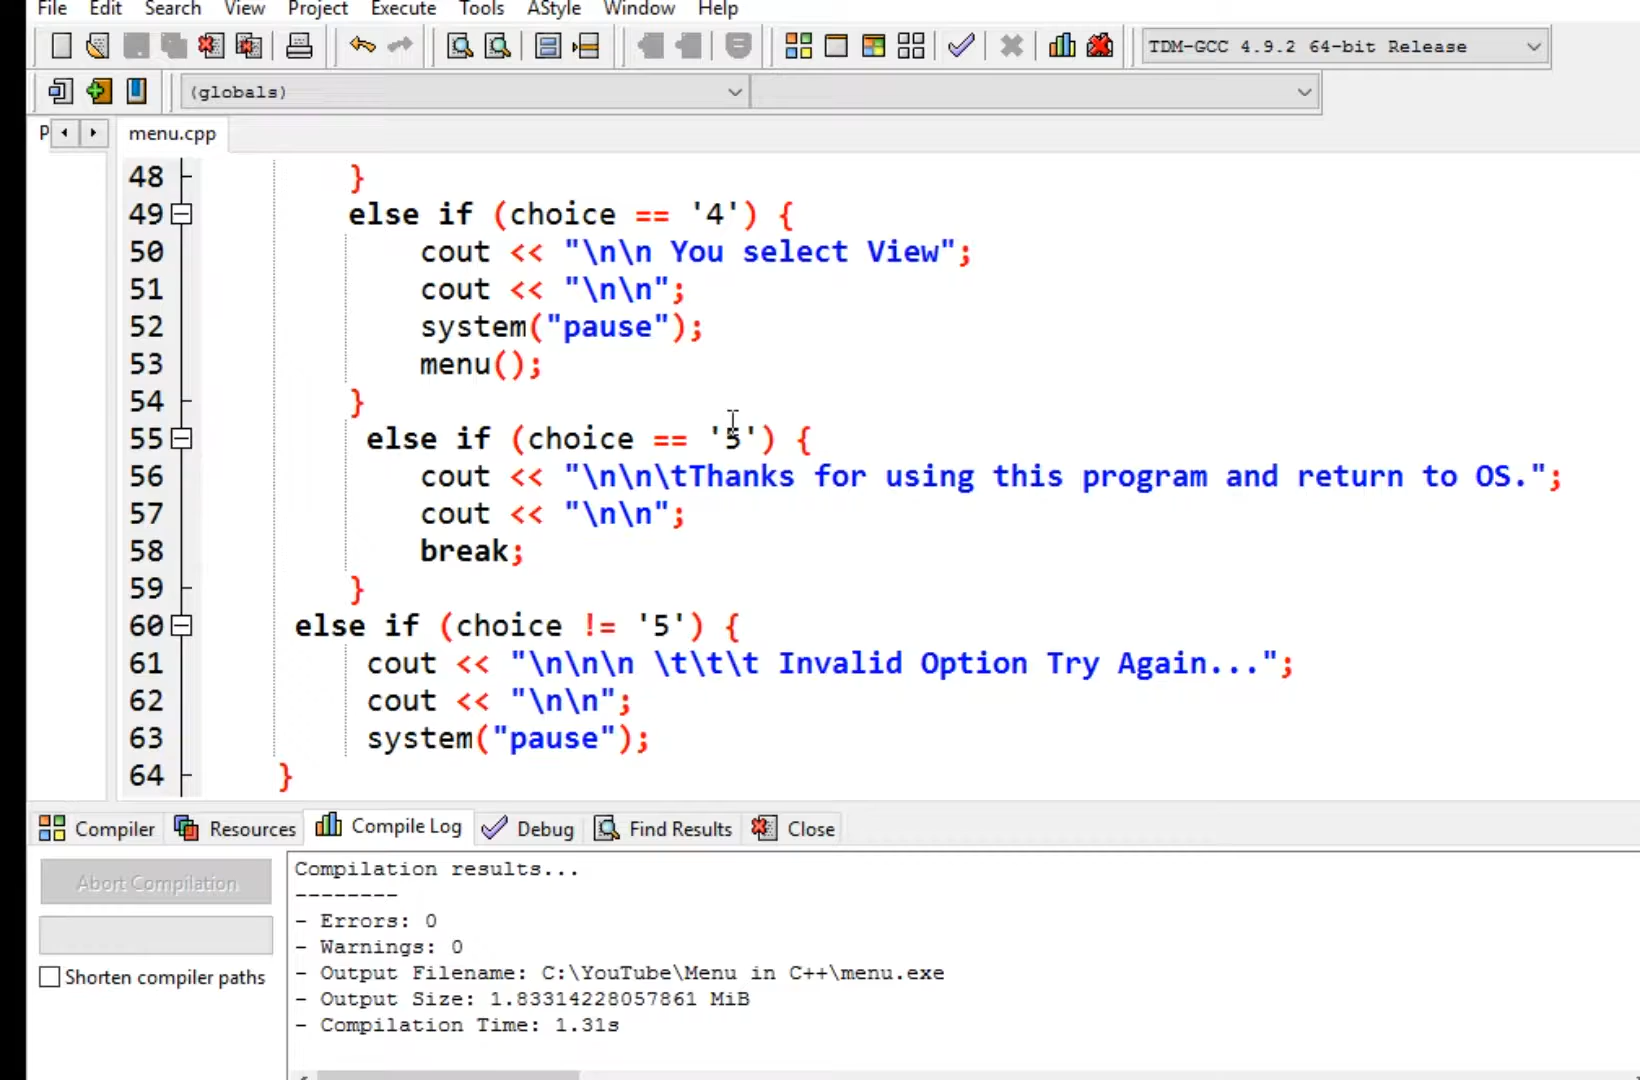 File Edit Search View Project Execute Tools AStyle Window Help
TDM-GCC 4.9.2 64-bit Release
(globals)
P menu.cpp
48 }
49 else if (choice == '4') {
50 cout << "\n\n You select View";
51 cout << "\n\n";
52 system("pause");
53 menu();
54 }
55 else if (choice == '5') {
56 cout << "\n\n\tThanks for using this program and return to OS.";
57 cout << "\n\n";
58 break;
59 }
60 else if (choice != '5') {
61 cout << "\n\n\n \t\t\t Invalid Option Try Again...";
62 cout << "\n\n";
63 system("pause");
64 }
Compiler Resources Compile Log Debug Find Results Close
Abort Compilation
Shorten compiler paths
Compilation results...
--------
- Errors: 0
- Warnings: 0
- Output Filename: C:\YouTube\Menu in C++\menu.exe
- Output Size: 1.83314228057861 MiB
- Compilation Time: 1.31s